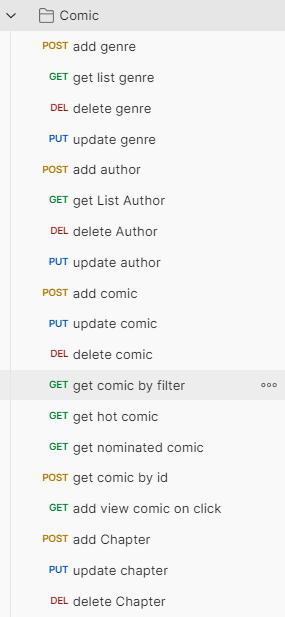 Comic
POST add genre
GET get list genre
DEL delete genre
PUT update genre
POST add author
GET get List Author
DEL delete Author
PUT update author
POST add comic
PUT update comic
DEL delete comic
GET get comic by filter
GET get hot comic
GET get nominated comic
POST get comic by id
GET add view comic on click
POST add Chapter
PUT update chapter
DEL delete Chapter